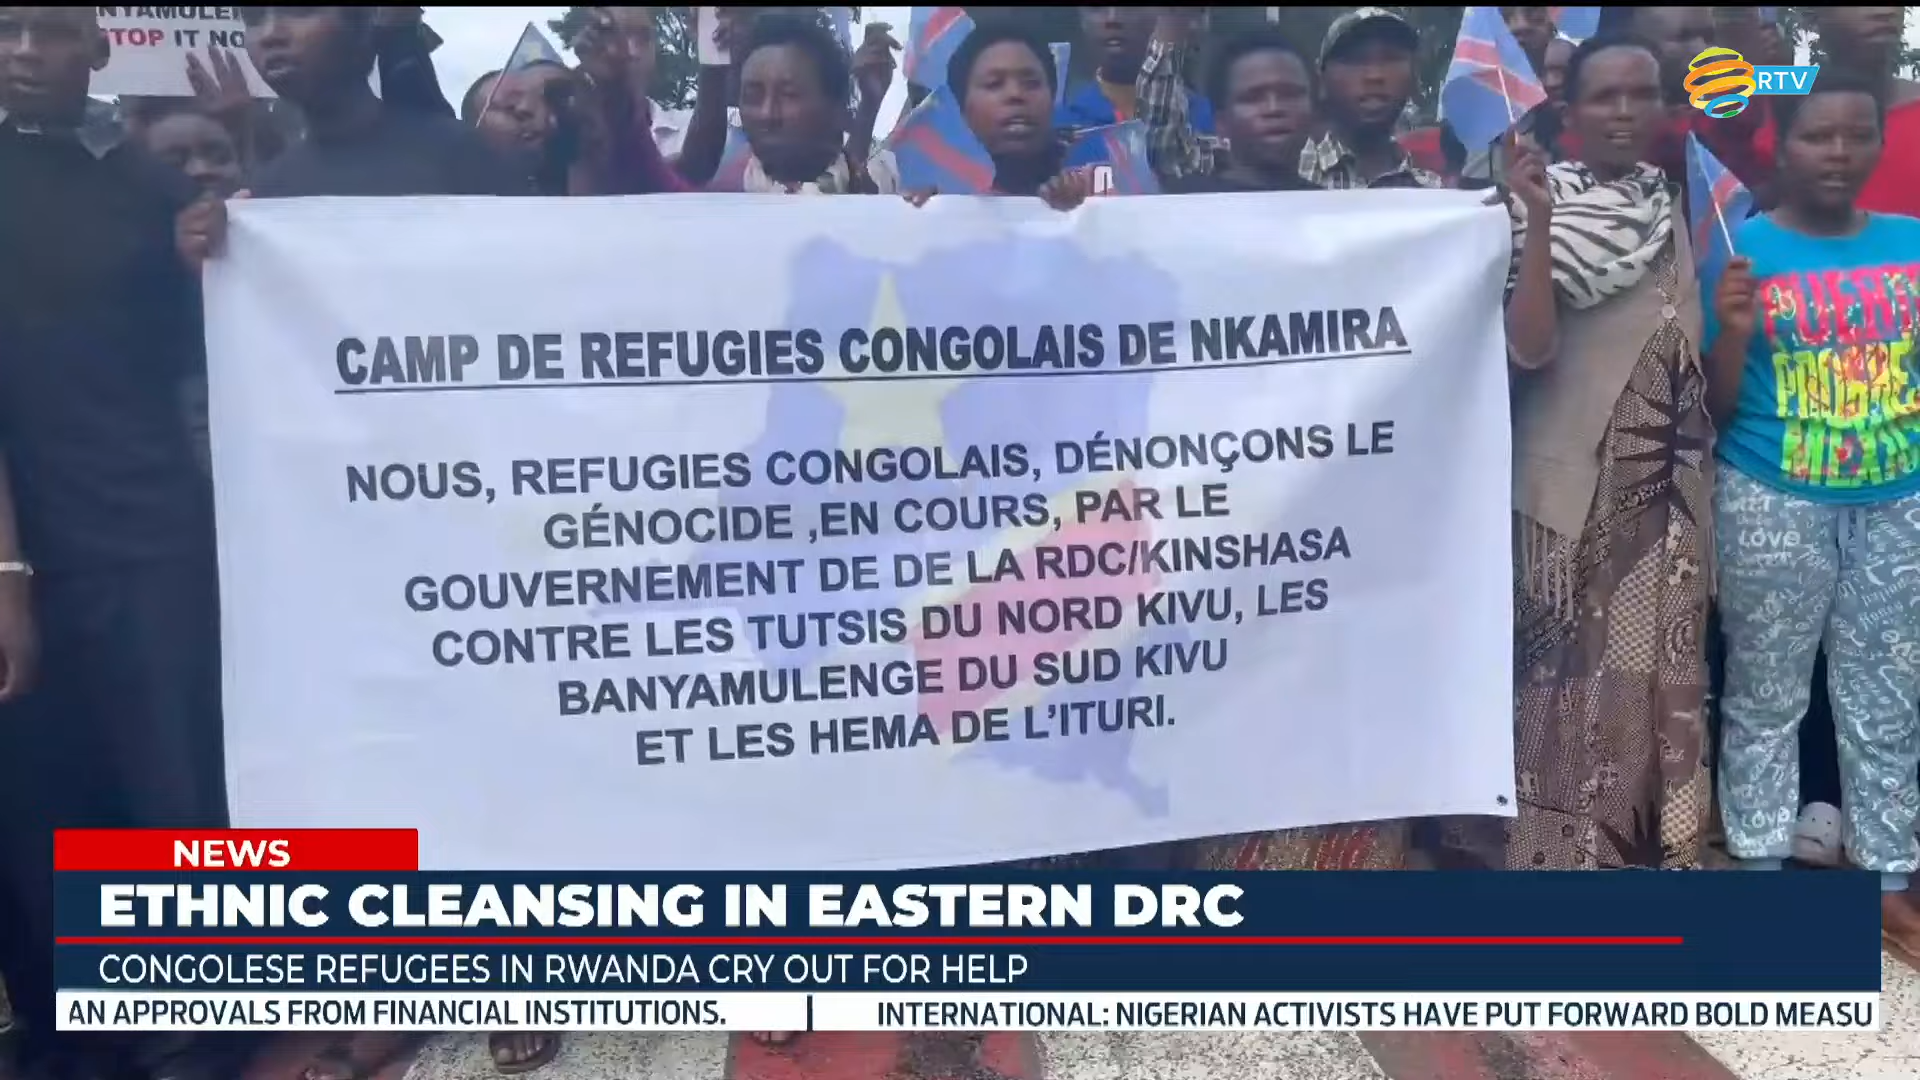 STOP IT NO
RTV
CAMP DE REFUGIES CONGOLAIS DE NKAMIRA
NOUS, REFUGIES CONGOLAIS, DÉNONÇONS LE
GÉNOCIDE ,EN COURS, PAR LE
GOUVERNEMENT DE DE LA RDC/KINSHASA
CONTRE LES TUTSIS DU NORD KIVU, LES
BANYAMULENGE DU SUD KIVU
ET LES HEMA DE L'ITURI.
MEXIC
LOVE
NEWS
ETHNIC CLEANSING IN EASTERN DRC
CONGOLESE REFUGEES IN RWANDA CRY OUT FOR HELP
AN APPROVALS FROM FINANCIAL INSTITUTIONS. | INTERNATIONAL: NIGERIAN ACTIVISTS HAVE PUT FORWARD BOLD MEASU